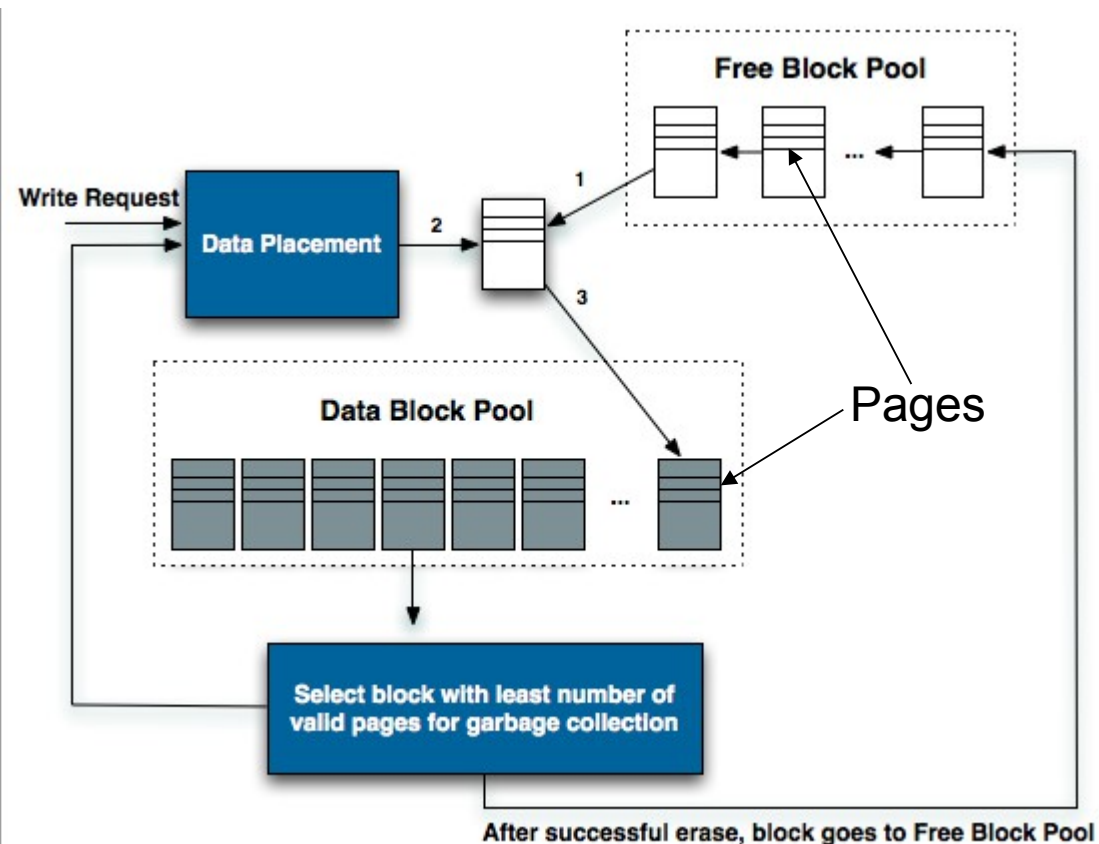 Free Block Pool
...
1
Write Request
Data Placement
2
3
Pages
Data Block Pool
...
Select block with least number of
valid pages for garbage collection
After successful erase, block goes to Free Block Pool